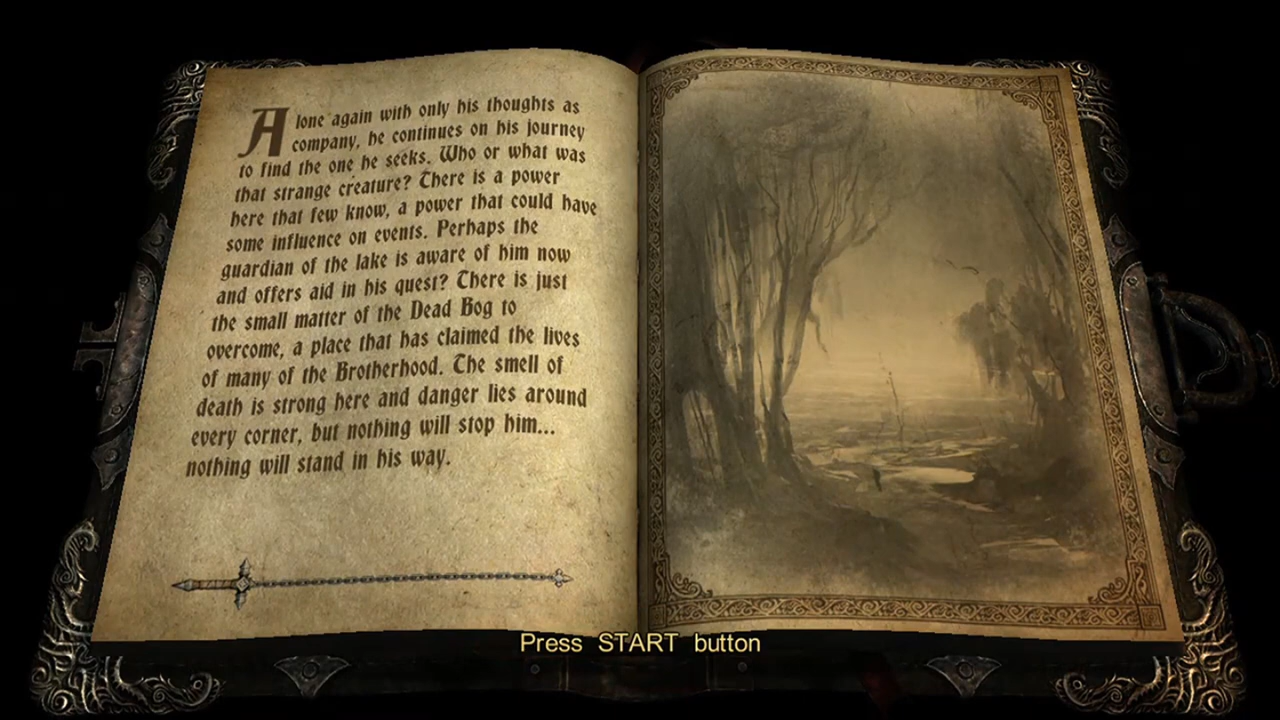 Alone again with only his thoughts as
company, he continues on his journey
to find the one he seeks. Who or what was
that strange creature? There is a power
here that few know, a power that could have
some influence on events. Perhaps the
guardian of the lake is aware of him now
and offers aid in his quest? There is just
the small matter of the Dead Bog to
overcome, a place that has claimed the lives
of many of the Brotherhood. The smell of
death is strong here and danger lies around
every corner, but nothing will stop him...
nothing will stand in his way.
Press START button